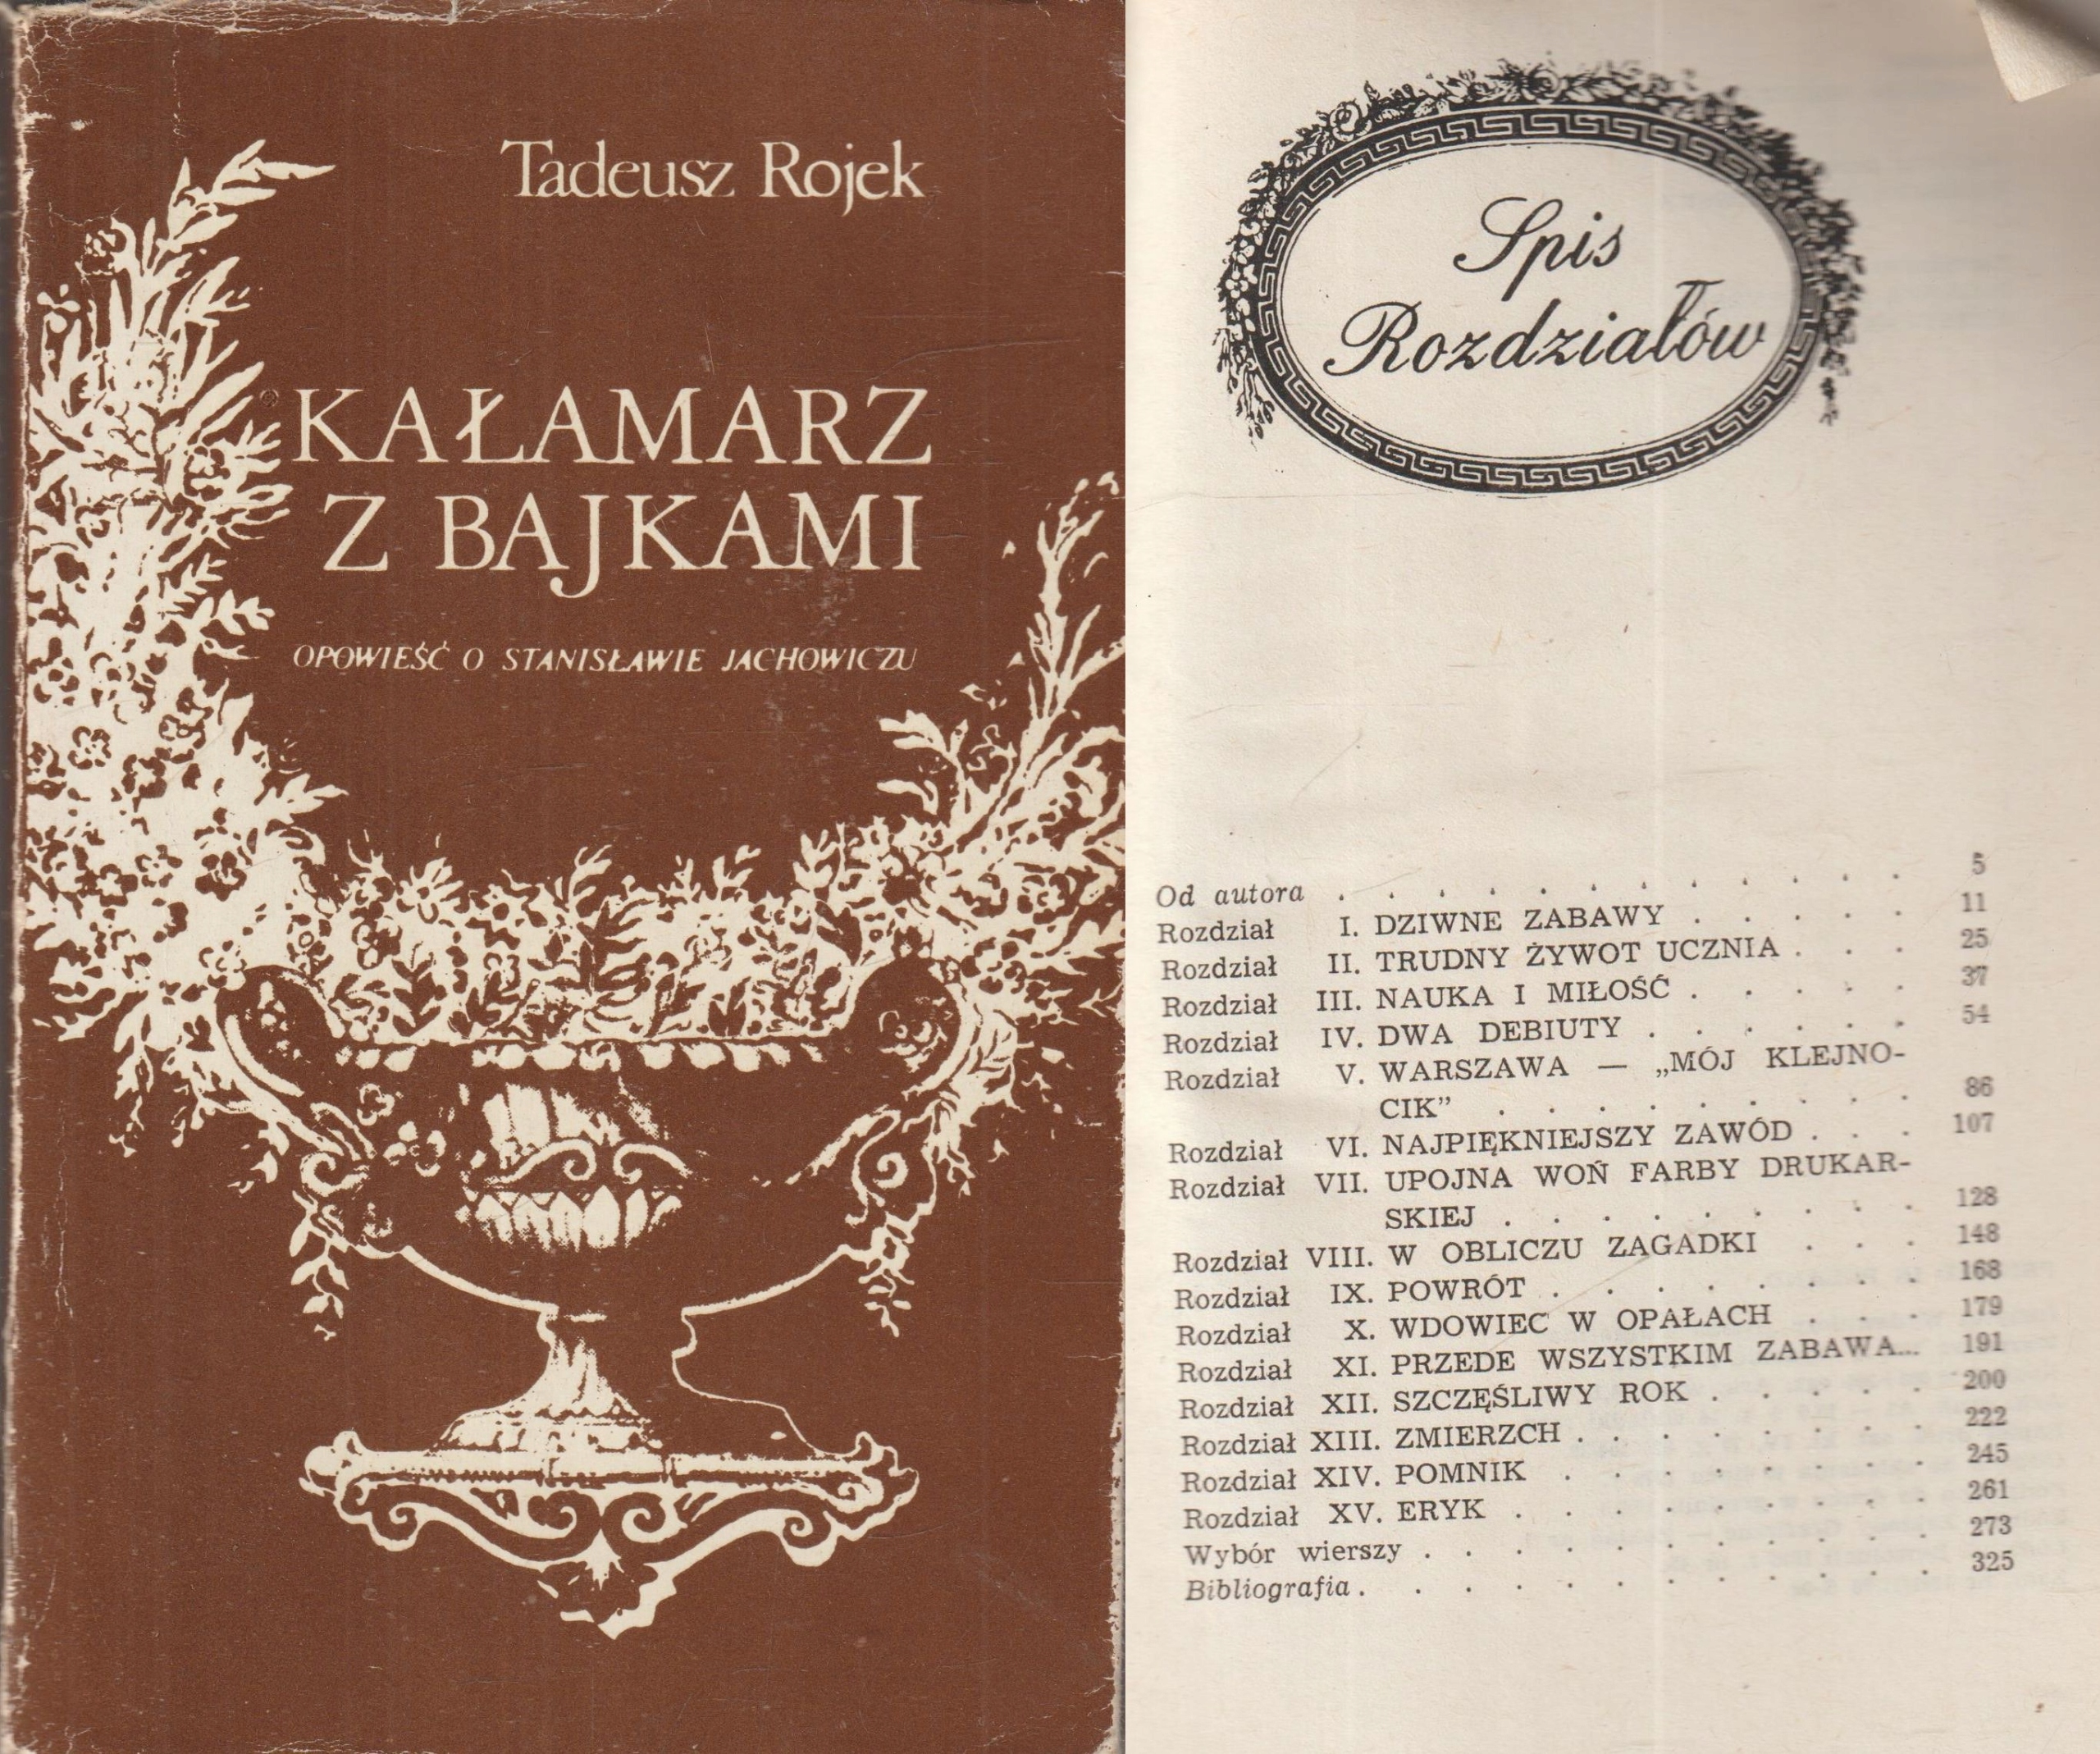 Tadeusz Rojek
KAŁAMARZ
Z BAJKAMI
OPOWIEŚĆ O STANISŁAWIE JACHOWICZU
Spis
Rozdziałów
Od autora . . . . . . . . . . . . 5
Rozdział I. DZIWNE ZABAWY . . . . . 11
Rozdział II. TRUDNY ŻYWOT UCZNIA . . . 25
Rozdział III. NAUKA I MIŁOŚĆ . . . . . 37
Rozdział IV. DWA DEBIUTY . . . . . . 54
Rozdział V. WARSZAWA — „MÓJ KLEJNO-
CIK” . . . . . . . . . 86
Rozdział VI. NAJPIĘKNIEJSZY ZAWÓD . . . 107
Rozdział VII. UPOJNA WOŃ FARBY DRUKAR-
SKIEJ . . . . . . . . . 128
Rozdział VIII. W OBLICZU ZAGADKI . . . 148
Rozdział IX. POWRÓT . . . . . . . . 168
Rozdział X. WDOWIEC W OPAŁACH . . . 179
Rozdział XI. PRZEDE WSZYSTKIM ZABAWA... 191
Rozdział XII. SZCZĘŚLIWY ROK . . . . . 200
Rozdział XIII. ZMIERZCH . . . . . . . . 222
Rozdział XIV. POMNIK . . . . . . . . 245
Rozdział XV. ERYK . . . . . . . . . 261
Wybór wierszy . . . . . . . . . . . 273
Bibliografia . . . . . . . . . . . . 325